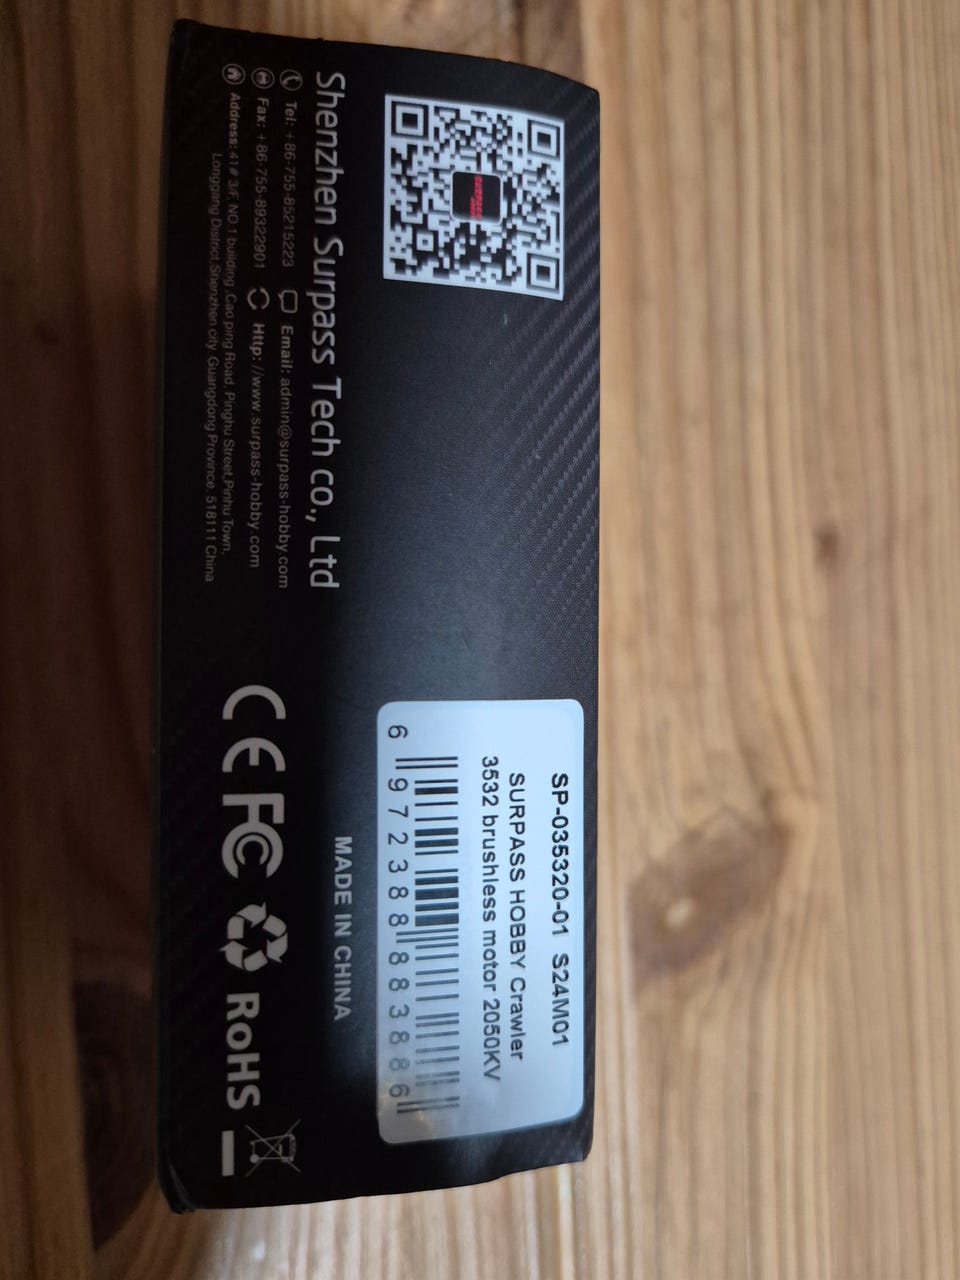 SURPASS
Shenzhen Surpass Tech co., Ltd
Tel: +86-755-85215223 Email: admin@surpass-hobby.com
Fax: +86-755-89322901 Http: //www.surpass-hobby.com
Address: 41# 3/F, NO.1 building ,Cao ping Road, Pinghu Street,Pinhu Town,
Longgang District,Shenzhen city. Guangdong Province. 518111 China
SP-035320-01 S24M01
SURPASS HOBBY Crawler
3532 brushless motor 2050KV
6 972388 883886
MADE IN CHINA
CE FC RoHS